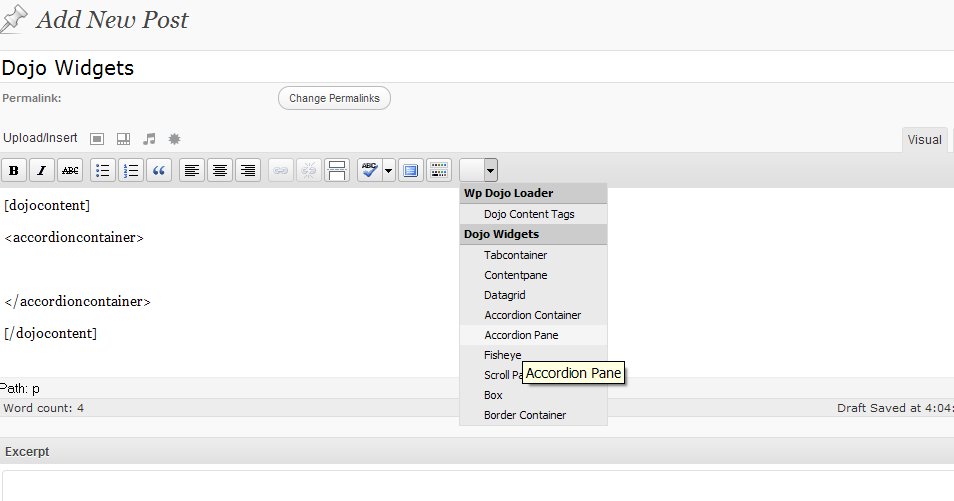 Add New Post
Dojo Widgets
Permalink: Change Permalinks
Upload/Insert Visual
B I ABC ABC
[dojocontent]
<accordioncontainer>
</accordioncontainer>
[/dojocontent]
Wp Dojo Loader
Dojo Content Tags
Dojo Widgets
Tabcontainer
Contentpane
Datagrid
Accordion Container
Accordion Pane
Fisheye
Accordion Pane
Scroll Pa
Box
Border Container
Path: p
Word count: 4 Draft Saved at 4:04:
Excerpt